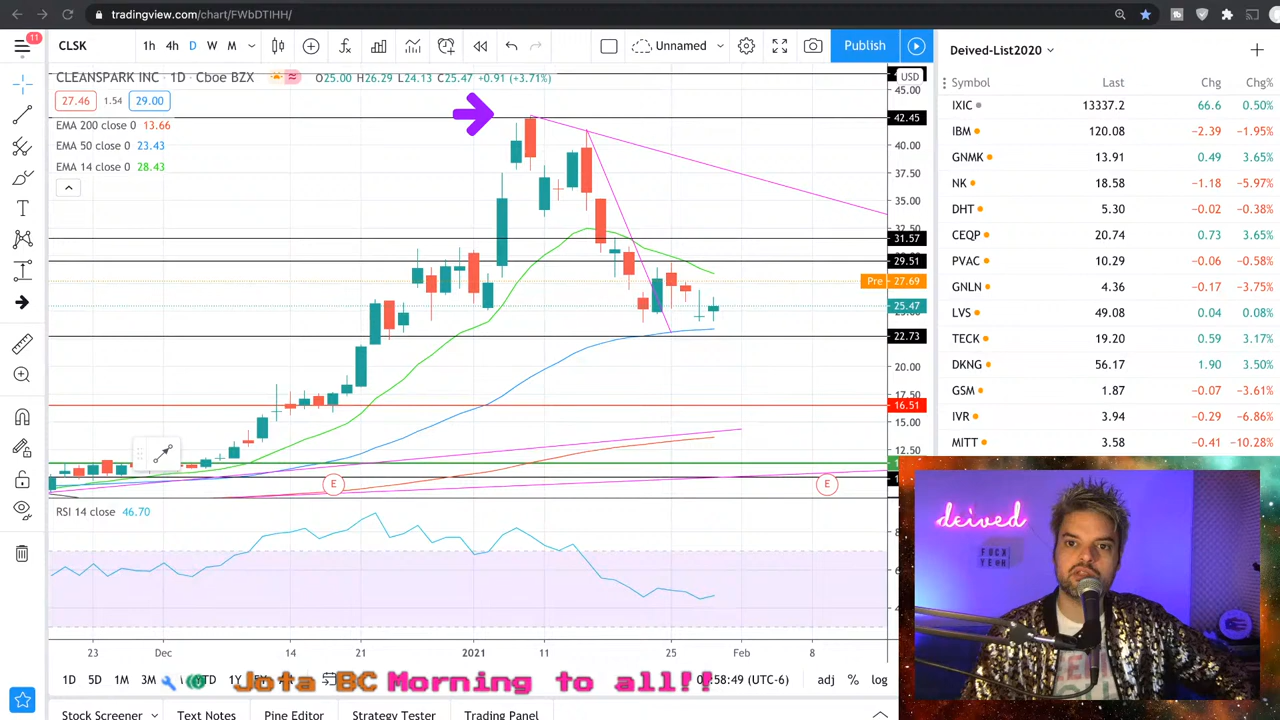 tradingview.com/chart/FWbDTIHH/
11
CLSK
1h 4h D W M
Unnamed
Publish
Deived-List2020
CLEANSPARK INC · 1D · Cboe BZX
O25.00 H26.29 L24.13 C25.47 +0.91 (+3.71%)
27.46 1.54 29.00
EMA 200 close 0 13.66
EMA 50 close 0 23.43
EMA 14 close 0 28.43
USD
45.00
42.45
40.00
37.50
35.00
31.57
29.51
Pre 27.69
25.47
22.73
20.00
16.51
15.00
12.50
E
E
RSI 14 close 46.70
23 Dec 14 21 2021 11 25 Feb 8
1D 5D 1M 3M
58:49 (UTC-6)
adj % log
Jota BC Morning to all!!
Stock Screener Text Notes Pine Editor Strategy Tester Trading Panel
Symbol Last Chg Chg%
IXIC 13337.2 66.6 0.50%
IBM 120.08 −2.39 −1.95%
GNMK 13.91 0.49 3.65%
NK 18.58 −1.18 −5.97%
DHT 5.30 −0.02 −0.38%
CEQP 20.74 0.73 3.65%
PVAC 10.29 −0.06 −0.58%
GNLN 4.36 −0.17 −3.75%
LVS 49.08 0.04 0.08%
TECK 19.20 0.59 3.17%
DKNG 56.17 1.90 3.50%
GSM 1.87 −0.07 −3.61%
IVR 3.94 −0.29 −6.86%
MITT 3.58 −0.41 −10.28%
deived
FUCK
YEAH